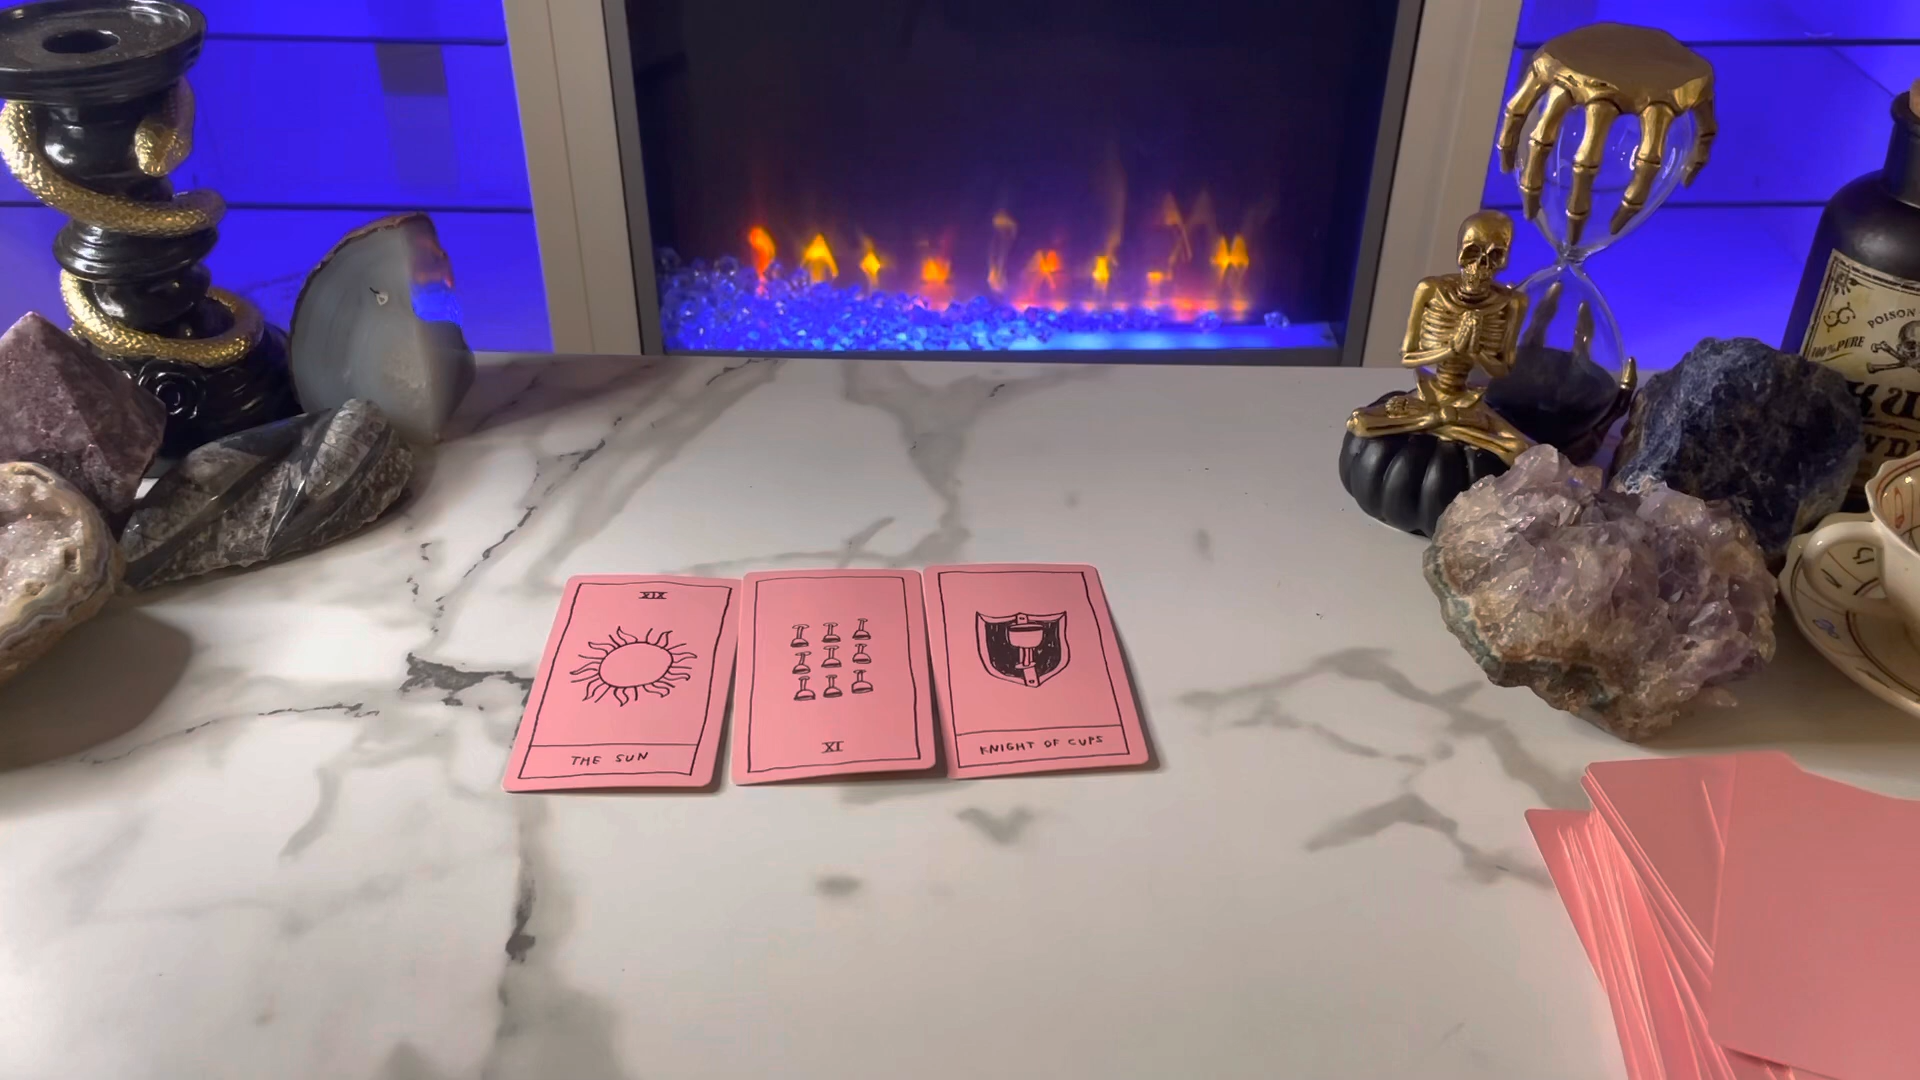 XIX
THE SUN
XI
KNIGHT OF CUPS
POISON
100% PURE